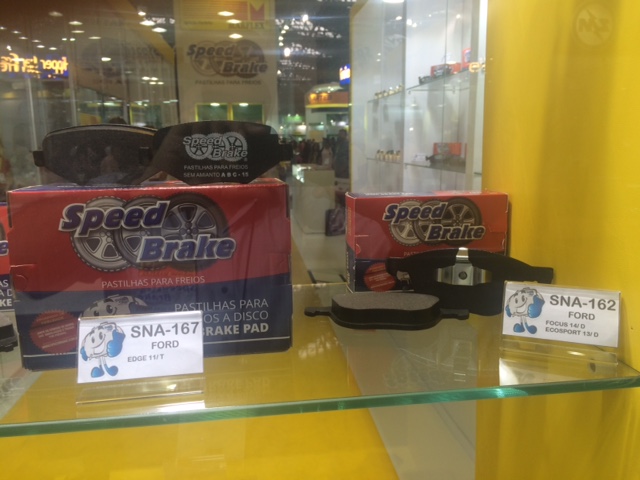 Speed
Brake
PASTILHAS PARA FREIOS
Speed
Brake
PASTILHAS PARA FREIOS
SEM AMIANTO A B C - 15
Speed
Brake
PASTILHAS PARA FREIOS
PASTILHAS PARA
S A DISCO
BRAKE PAD
SNA-167
FORD
EDGE 11/ T
Speed
Brake
SNA-162
FORD
FOCUS 14/ D
ECOSPORT 13/ D